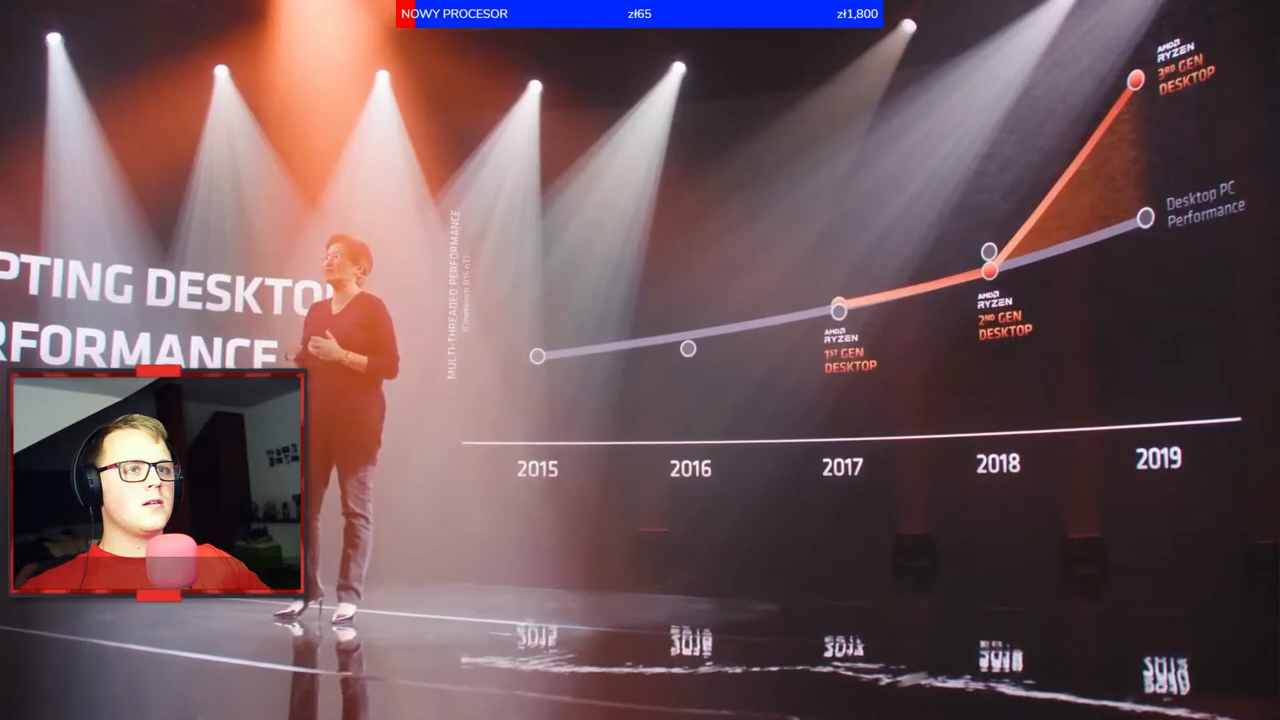 NOWY PROCESOR zł65 zł1,800
PTING DESKTO
RFORMANCE
MULTI-THREADED PERFORMANCE
AMD
RYZEN
1ST GEN
DESKTOP
AMD
RYZEN
2ND GEN
DESKTOP
AMD
RYZEN
3RD GEN
DESKTOP
Desktop PC
Performance
2015 2016 2017 2018 2019